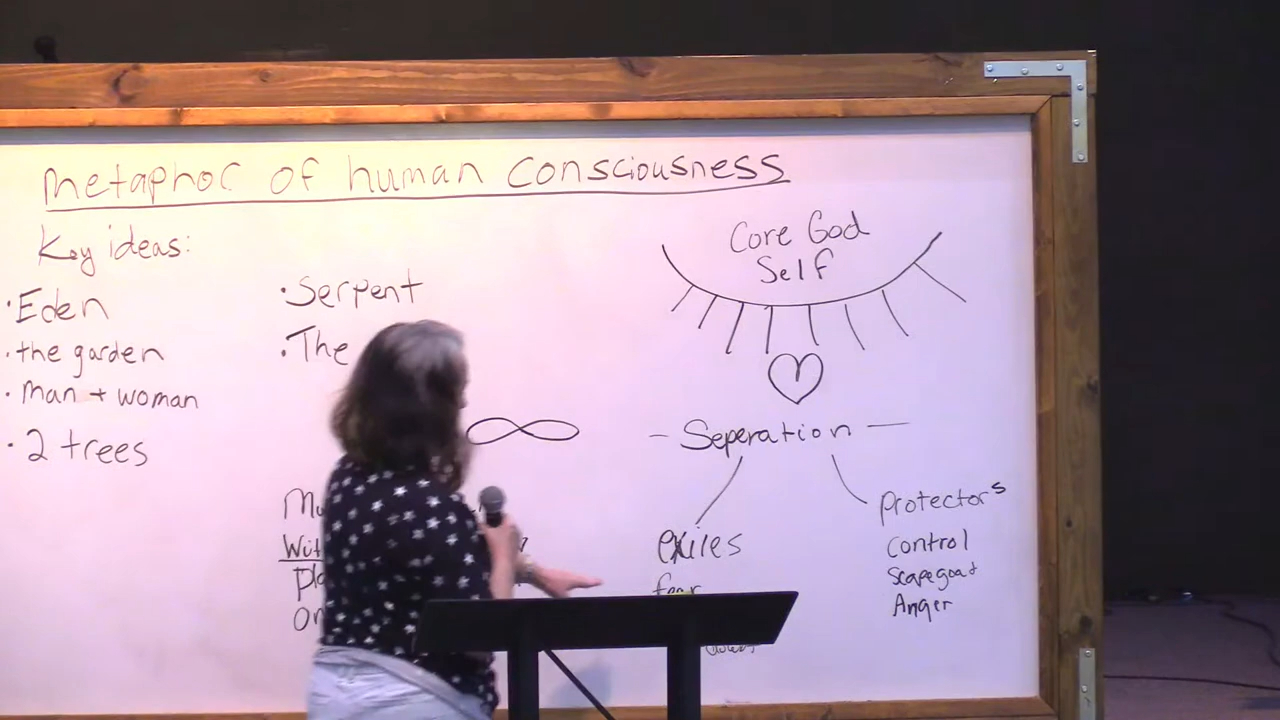 metaphor of human consciousness
Key ideas:
• Eden
• the garden
• man + woman
• 2 trees
• Serpent
• The
Core God
Self
- Seperation -
exiles
fear
Protectors
control
scapegoat
Anger